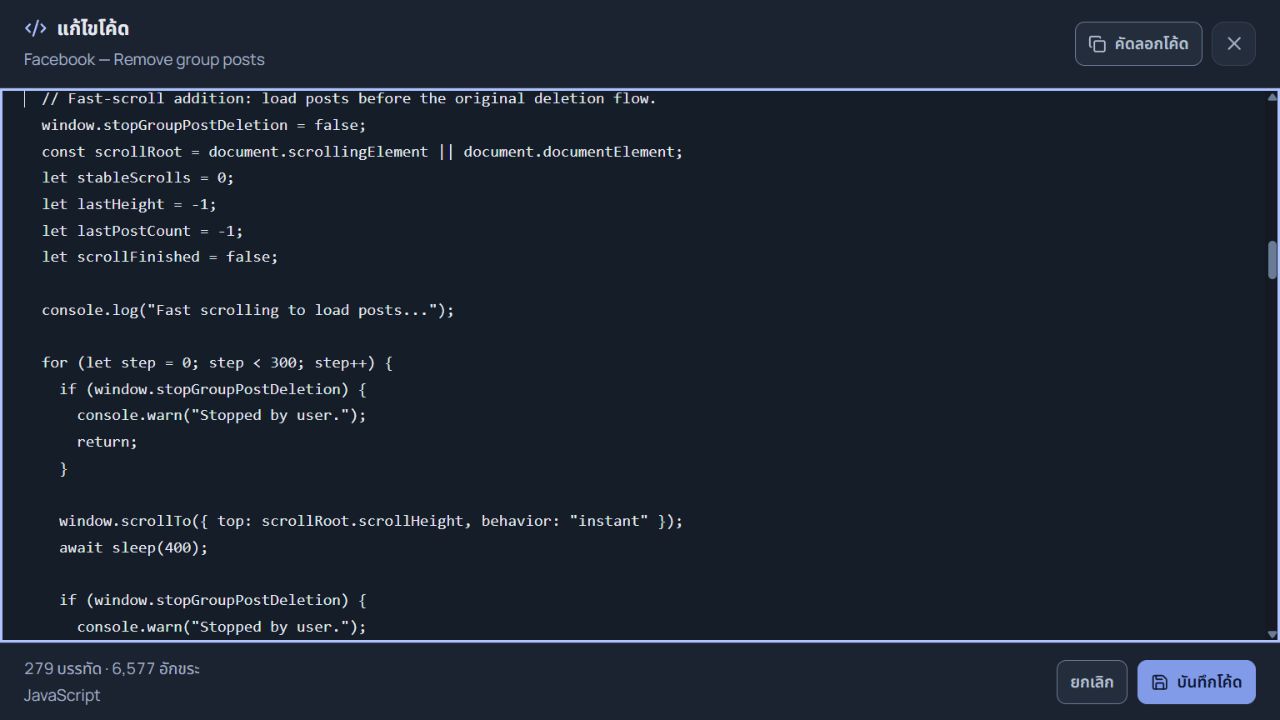 </> แก้ไขโค้ด
Facebook — Remove group posts
คัดลอกโค้ด
// Fast-scroll addition: load posts before the original deletion flow.
window.stopGroupPostDeletion = false;
const scrollRoot = document.scrollingElement || document.documentElement;
let stableScrolls = 0;
let lastHeight = -1;
let lastPostCount = -1;
let scrollFinished = false;

console.log("Fast scrolling to load posts...");

for (let step = 0; step < 300; step++) {
  if (window.stopGroupPostDeletion) {
    console.warn("Stopped by user.");
    return;
  }

  window.scrollTo({ top: scrollRoot.scrollHeight, behavior: "instant" });
  await sleep(400);

  if (window.stopGroupPostDeletion) {
    console.warn("Stopped by user.");
279 บรรทัด · 6,577 อักขระ
JavaScript
ยกเลิก
บันทึกโค้ด